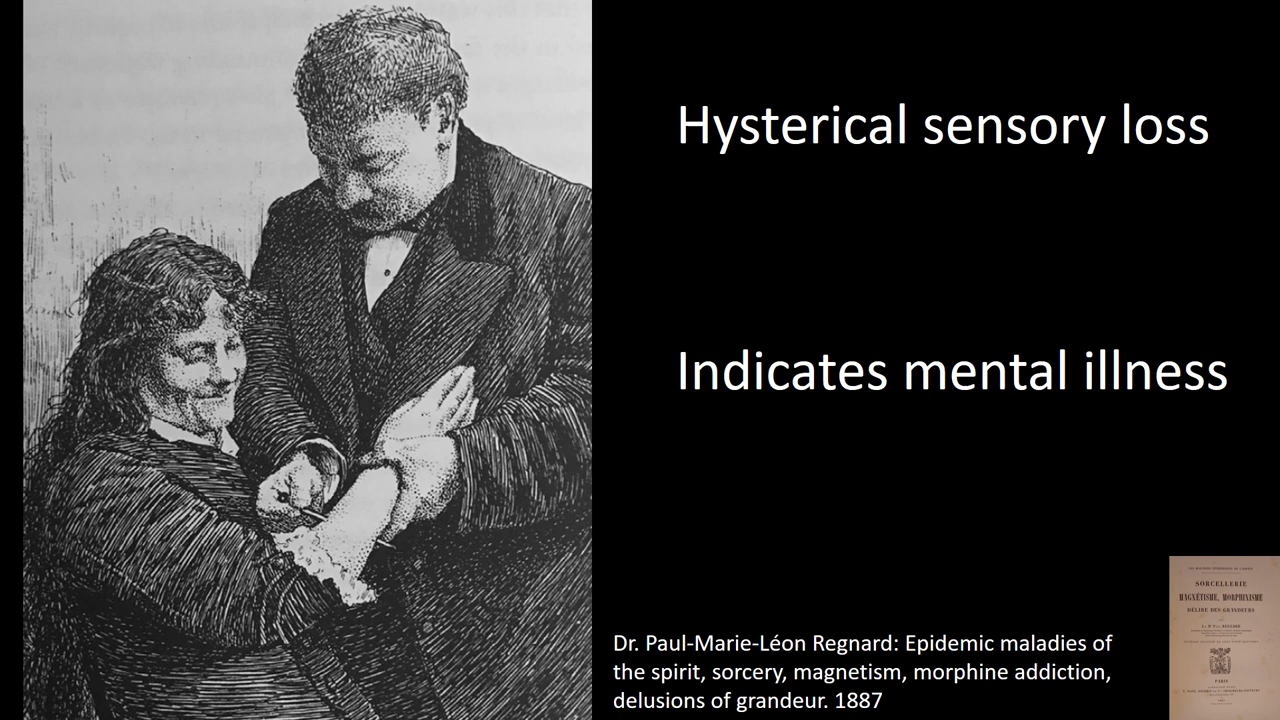 Hysterical sensory loss
Indicates mental illness
Dr. Paul-Marie-Léon Regnard: Epidemic maladies of
the spirit, sorcery, magnetism, morphine addiction,
delusions of grandeur. 1887
SORCELLERIE
MAGNÉTISME, MORPHINISME
DÉLIRE DES GRANDEURS
PARIS